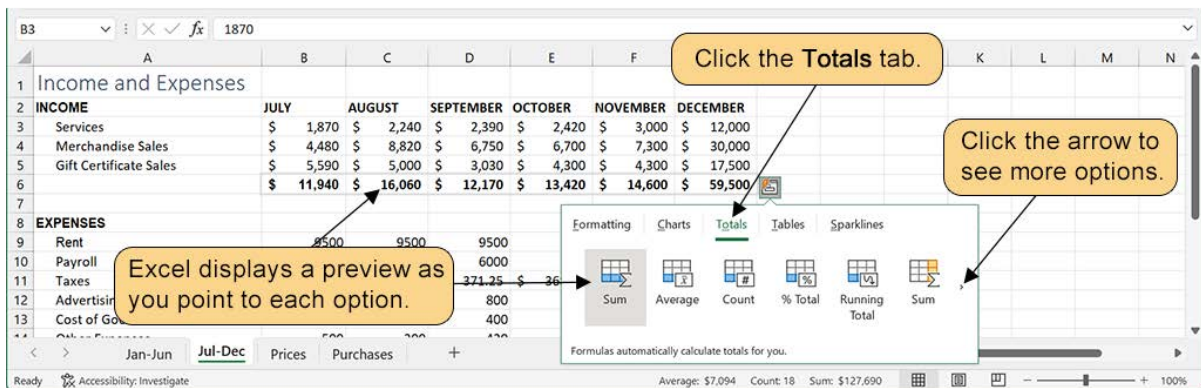 B3 fx 1870
A B C D E F K L M N
Click the Totals tab.
1 Income and Expenses
2 INCOME JULY AUGUST SEPTEMBER OCTOBER NOVEMBER DECEMBER
3 Services $ 1,870 $ 2,240 $ 2,390 $ 2,420 $ 3,000 $ 12,000
4 Merchandise Sales $ 4,480 $ 8,820 $ 6,750 $ 6,700 $ 7,300 $ 30,000
5 Gift Certificate Sales $ 5,590 $ 5,000 $ 3,030 $ 4,300 $ 4,300 $ 17,500
6 $ 11,940 $ 16,060 $ 12,170 $ 13,420 $ 14,600 $ 59,500
Click the arrow to
see more options.
7
8 EXPENSES
9 Rent 9500 9500 9500
10 Payroll 6000
11 Taxes 371.25 $
12 800
13 Cost of 400
Excel displays a preview as
you point to each option.
Formatting Charts Totals Tables Sparklines
Sum Average Count % Total Running Sum
Total
Formulas automatically calculate totals for you.
Jan-Jun Jul-Dec Prices Purchases +
Ready Accessibility: Investigate Average: $7,094 Count: 18 Sum: $127,690 - + 100%